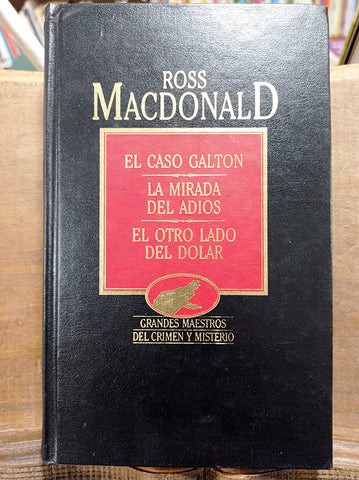 ROSS
MACDONALD
EL CASO GALTON
LA MIRADA
DEL ADIOS
EL OTRO LADO
DEL DOLAR
GRANDES MAESTROS
DEL CRIMEN Y MISTERIO